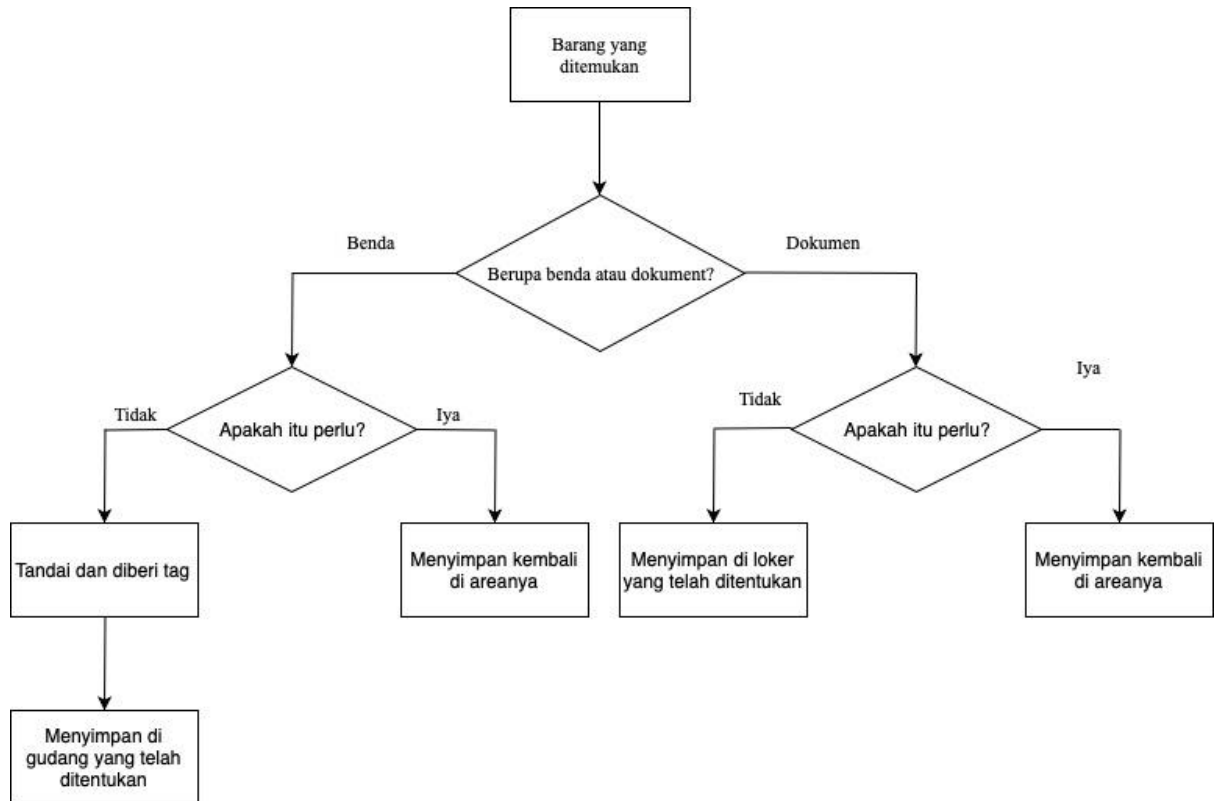 Barang yang
ditemukan
Benda
Dokumen
Berupa benda atau dokument?
Iya
Tidak
Iya
Tidak
Apakah itu perlu?
Apakah itu perlu?
Tandai dan diberi tag
Menyimpan kembali
di areanya
Menyimpan di loker
yang telah ditentukan
Menyimpan kembali
di areanya
Menyimpan di
gudang yang telah
ditentukan